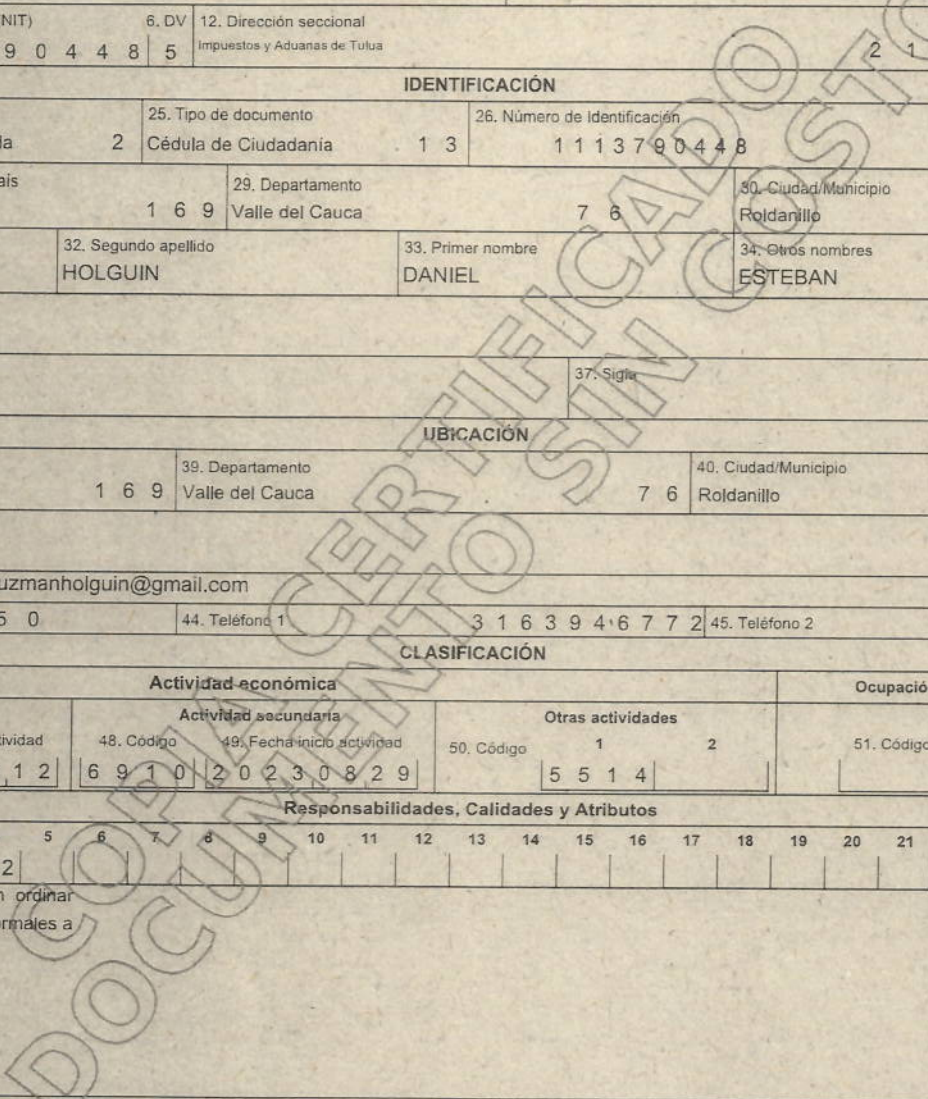 NIT) 6. DV 12. Dirección seccional
9 0 4 4 8 5 Impuestos y Aduanas de Tulua 2 1
IDENTIFICACIÓN
25. Tipo de documento 26. Número de Identificación
2 Cédula de Ciudadanía 1 3 1 1 1 3 7 9 0 4 4 8
ais 29. Departamento 30. Ciudad/Municipio
1 6 9 Valle del Cauca 7 6 Roldanillo
32. Segundo apellido 33. Primer nombre 34. Otros nombres
HOLGUIN DANIEL ESTEBAN
37. Sigla
UBICACIÓN
39. Departamento 40. Ciudad/Municipio
1 6 9 Valle del Cauca 7 6 Roldanillo
uzmanholguin@gmail.com
5 0 44. Teléfono 1 3 1 6 3 9 4 6 7 7 2 45. Teléfono 2
CLASIFICACIÓN
Actividad económica Ocupació
Actividad secundaria Otras actividades
tividad 48. Código 49. Fecha inicio actividad 50. Código 1 2 51. Código
1 2 6 9 1 0 2 0 2 3 0 8 2 9 5 5 1 4
Responsabilidades, Calidades y Atributos
5 6 7 8 9 10 11 12 13 14 15 16 17 18 19 20 21
2
n ordinar
rmales a
COPIA CERTIFICADO
DOCUMENTO SIN COSTO